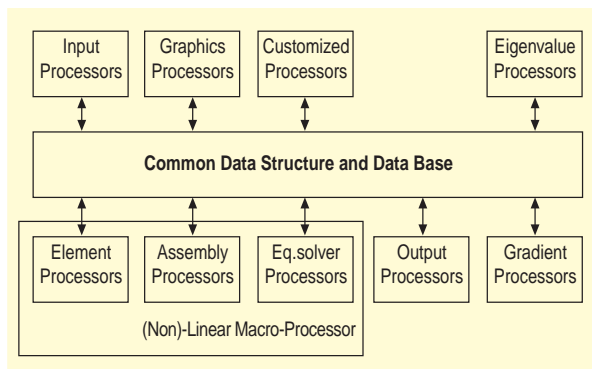 Input
Processors
Graphics
Processors
Customized
Processors
Eigenvalue
Processors
Common Data Structure and Data Base
Element
Processors
Assembly
Processors
Eq.solver
Processors
Output
Processors
Gradient
Processors
(Non)-Linear Macro-Processor